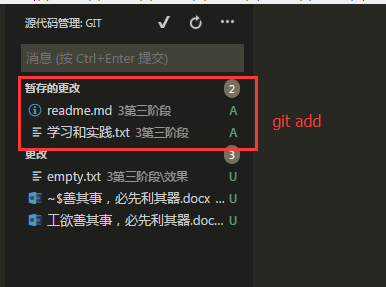 源代码管理: GIT
消息 (按 Ctrl+Enter 提交)
暂存的更改 2
readme.md 3第三阶段 A
学习和实践.txt 3第三阶段 A
git add
更改 3
empty.txt 3第三阶段\效果 U
~$善其事，必先利其器.docx ... U
工欲善其事，必先利其器.doc... U